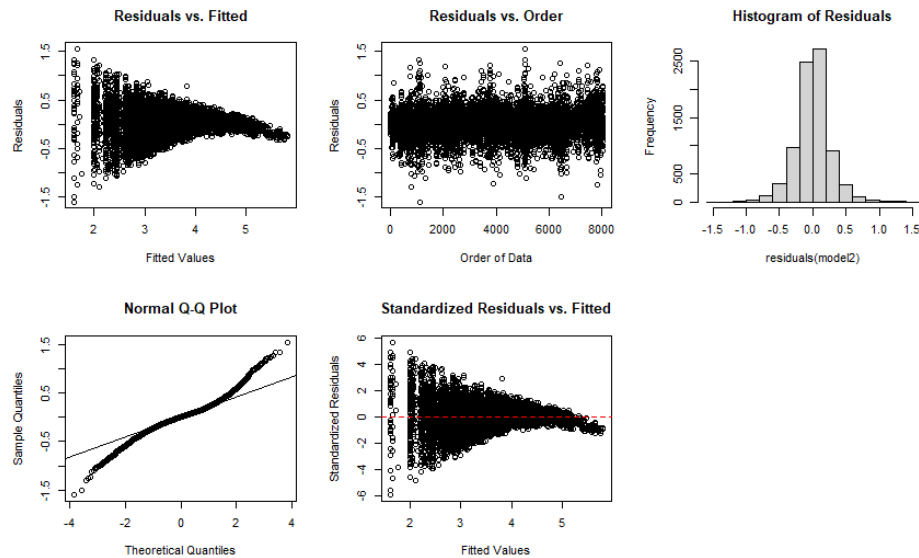 Residuals vs. Fitted
Residuals
1.5
0.5
-0.5
-1.5
2 3 4 5
Fitted Values
Residuals vs. Order
Residuals
1.5
0.5
-0.5
-1.5
0 2000 4000 6000 8000
Order of Data
Histogram of Residuals
Frequency
2500
1500
500
0
-1.5 -1.0 -0.5 0.0 0.5 1.0 1.5
residuals(model2)
Normal Q-Q Plot
Sample Quantiles
1.5
0.5
-0.5
-1.5
-4 -2 0 2 4
Theoretical Quantiles
Standardized Residuals vs. Fitted
Standardized Residuals
6
4
2
0
-2
-4
-6
2 3 4 5
Fitted Values